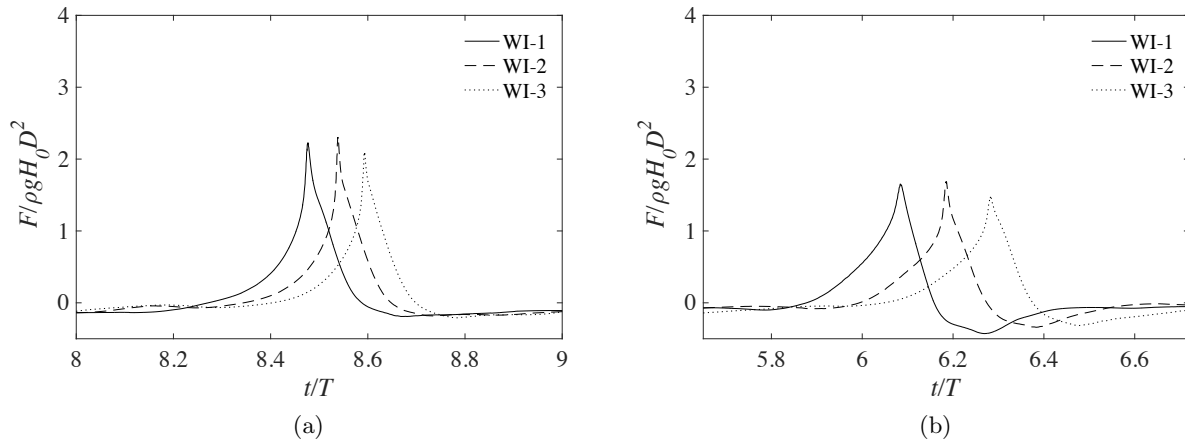 4
3
2
1
0
F/ρgH₀D²
8 8.2 8.4 8.6 8.8 9
t/T
WI-1
WI-2
WI-3
(a)
4
3
2
1
0
F/ρgH₀D²
5.8 6 6.2 6.4 6.6
t/T
WI-1
WI-2
WI-3
(b)